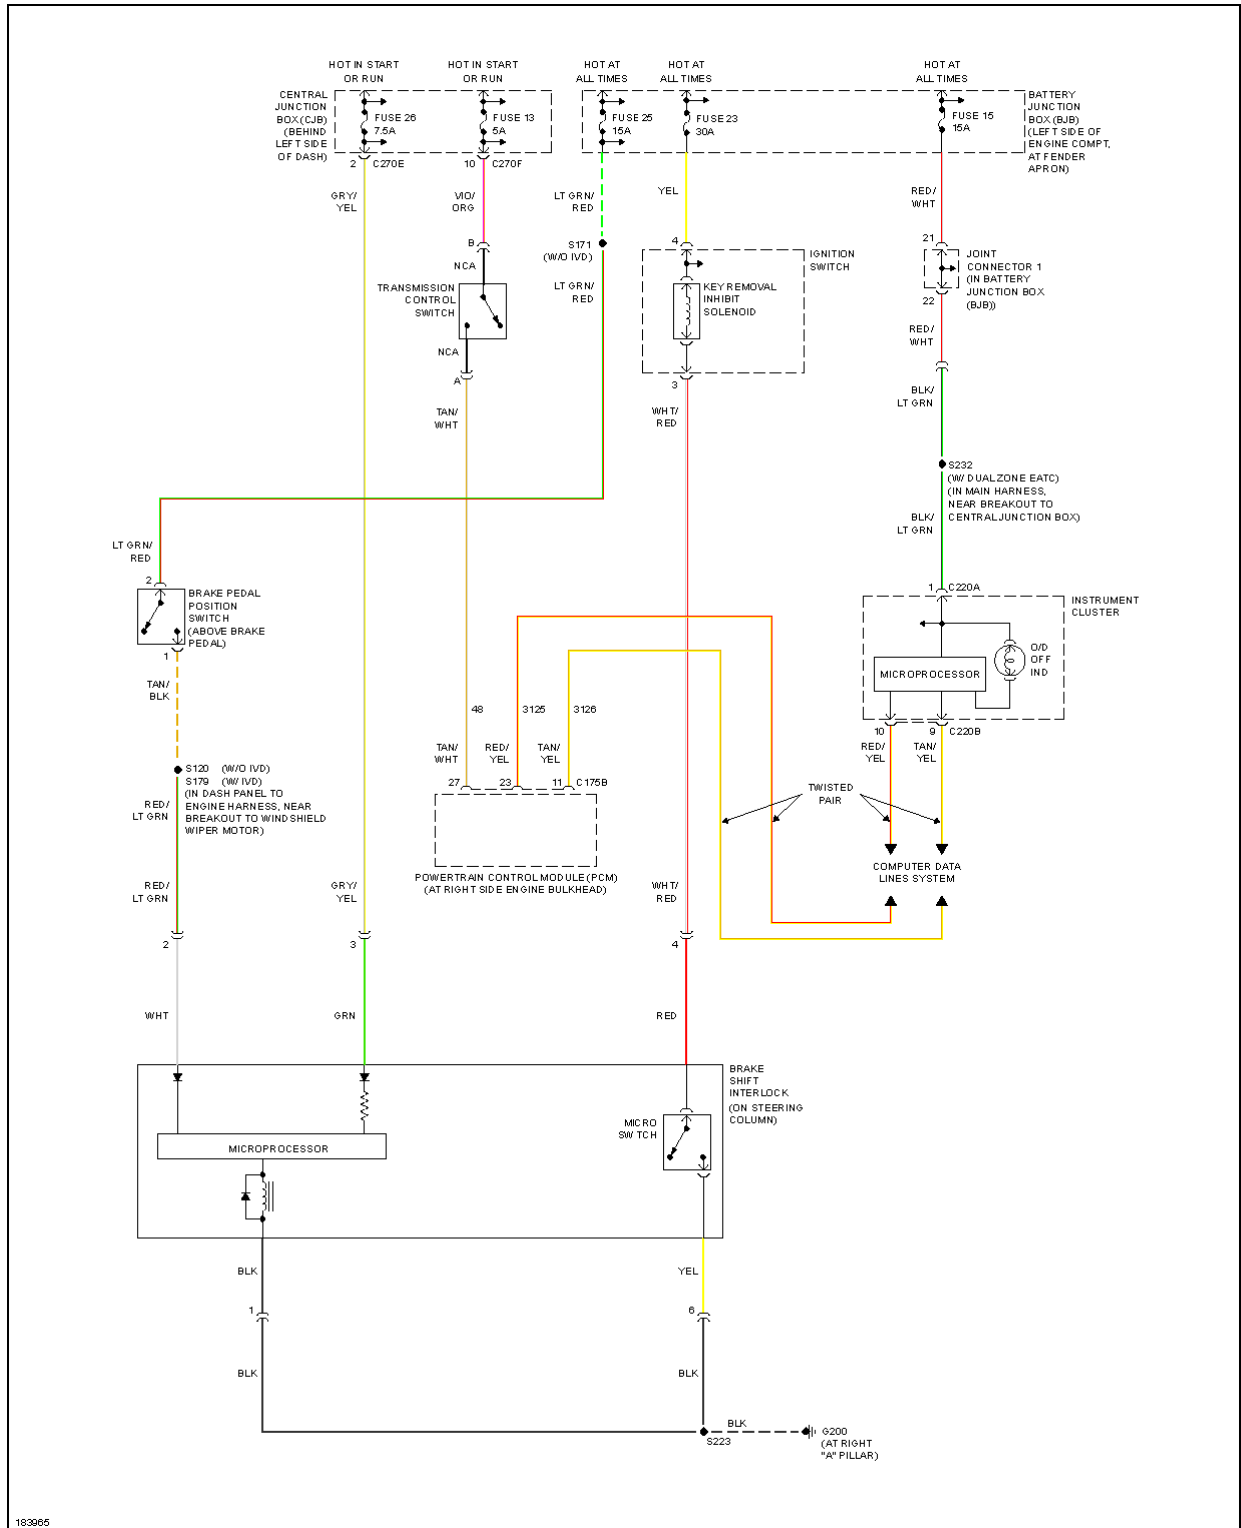 HOT IN START
OR RUN
HOT IN START
OR RUN
HOT AT
ALL TIMES
HOT AT
ALL TIMES
HOT AT
ALL TIMES
CENTRAL
JUNCTION
BOX (CJB)
(BEHIND
LEFT SIDE
OF DASH)
FUSE 26
7.5A
FUSE 13
5A
FUSE 25
15A
FUSE 23
30A
FUSE 15
15A
BATTERY
JUNCTION
BOX (BJB)
(LEFT SIDE OF
ENGINE COMPT,
AT FENDER
APRON)
2
C270E
10
C270F
GRY/
YEL
VIO/
ORG
LT GRN/
RED
YEL
RED/
WHT
B
S171
(W/O IVD)
4
21
NCA
IGNITION
SWITCH
JOINT
CONNECTOR 1
(IN BATTERY
JUNCTION BOX
(BJB))
TRANSMISSION
CONTROL
SWITCH
LT GRN/
RED
KEY REMOVAL
INHIBIT
SOLENOID
22
RED/
WHT
NCA
A
3
TAN/
WHT
WHT/
RED
BLK/
LT GRN
S232
(W/ DUALZONE EATC)
(IN MAIN HARNESS,
NEAR BREAKOUT TO
CENTRAL JUNCTION BOX)
BLK/
LT GRN
LT GRN/
RED
2
BRAKE PEDAL
POSITION
SWITCH
(ABOVE BRAKE
PEDAL)
1
C220A
INSTRUMENT
CLUSTER
1
O/D
OFF
IND
MICROPROCESSOR
TAN/
BLK
48
3125
3126
10
9
C220B
TAN/
WHT
RED/
YEL
TAN/
YEL
RED/
YEL
TAN/
YEL
S120 (W/O IVD)
S179 (W/ IVD)
(IN DASH PANEL TO
ENGINE HARNESS, NEAR
BREAKOUT TO WINDSHIELD
WIPER MOTOR)
27
23
11
C175B
TWISTED
PAIR
RED/
LT GRN
POWERTRAIN CONTROL MODULE (PCM)
(AT RIGHT SIDE ENGINE BULKHEAD)
COMPUTER DATA
LINES SYSTEM
RED/
LT GRN
GRY/
YEL
WHT/
RED
2
3
4
WHT
GRN
RED
BRAKE
SHIFT
INTERLOCK
(ON STEERING
COLUMN)
MICRO
SWITCH
MICROPROCESSOR
BLK
YEL
1
6
BLK
BLK
BLK
S223
G200
(AT RIGHT
"A" PILLAR)
183965